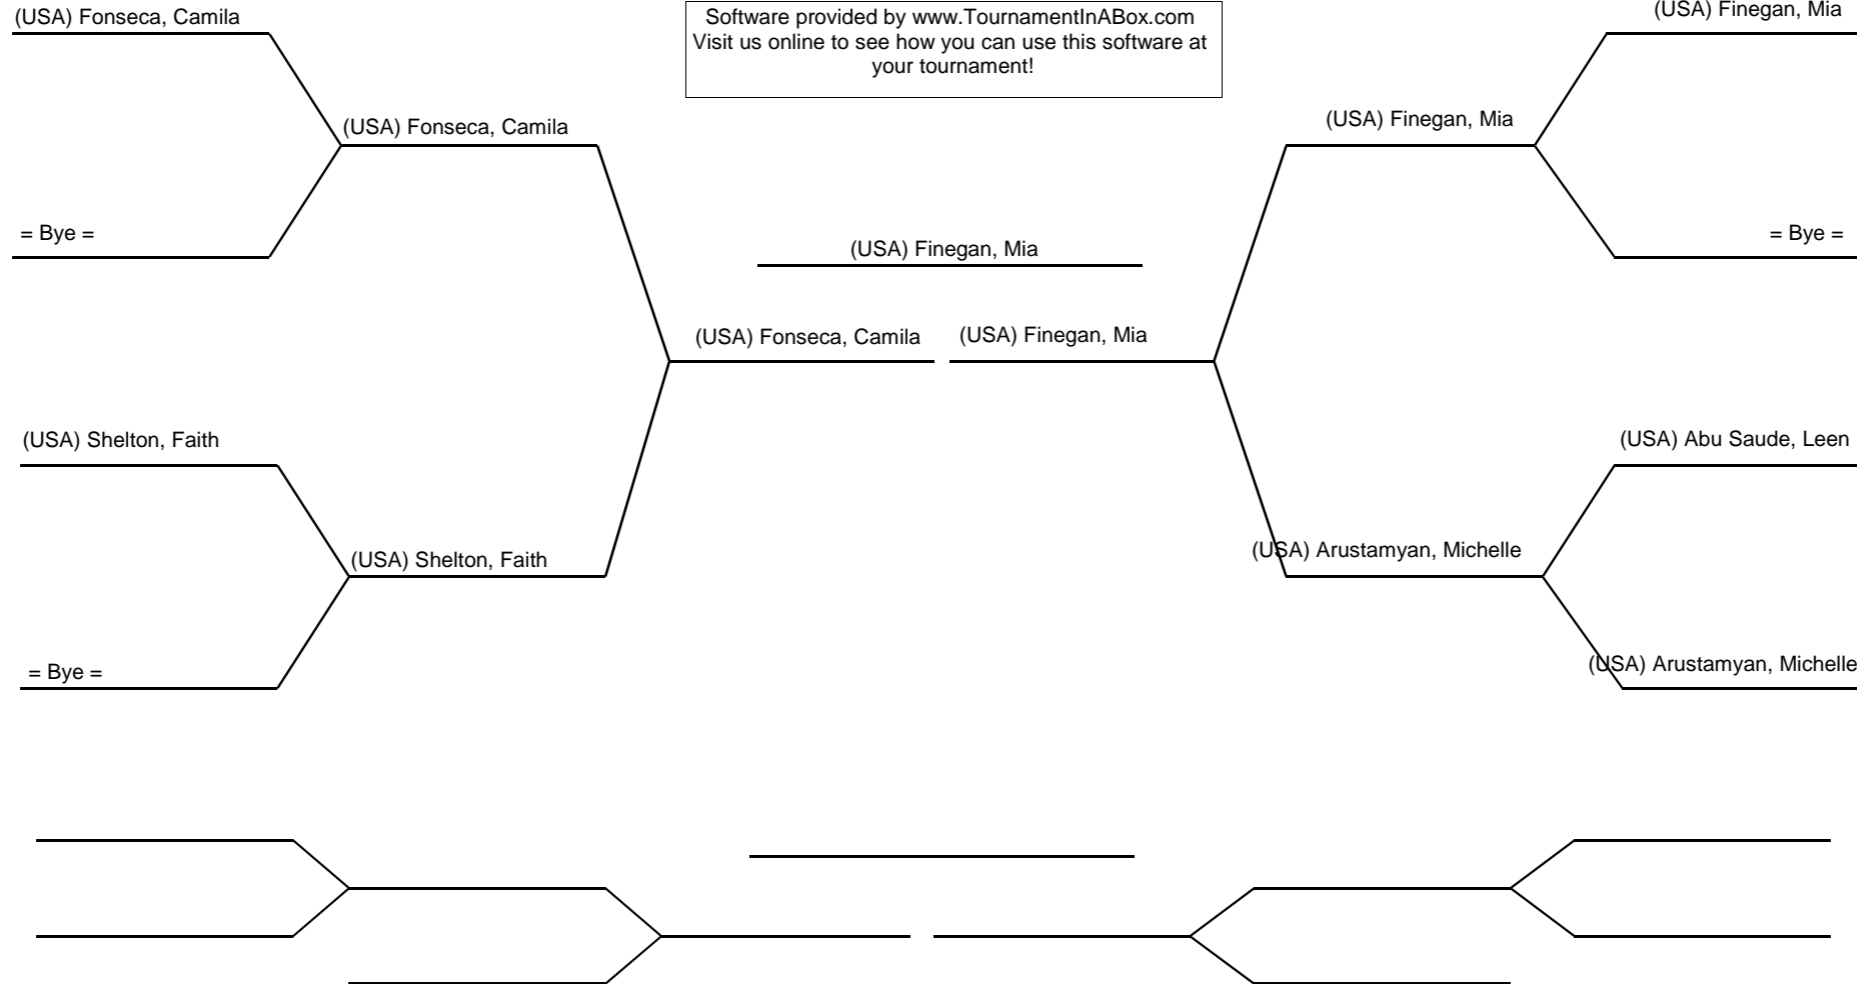 (USA) Fonseca, Camila
Software provided by www.TournamentInABox.com
Visit us online to see how you can use this software at
your tournament!
(USA) Finegan, Mia
(USA) Fonseca, Camila
(USA) Finegan, Mia
= Bye =
(USA) Finegan, Mia
= Bye =
(USA) Fonseca, Camila
(USA) Finegan, Mia
(USA) Shelton, Faith
(USA) Abu Saude, Leen
(USA) Shelton, Faith
(USA) Arustamyan, Michelle
= Bye =
(USA) Arustamyan, Michelle